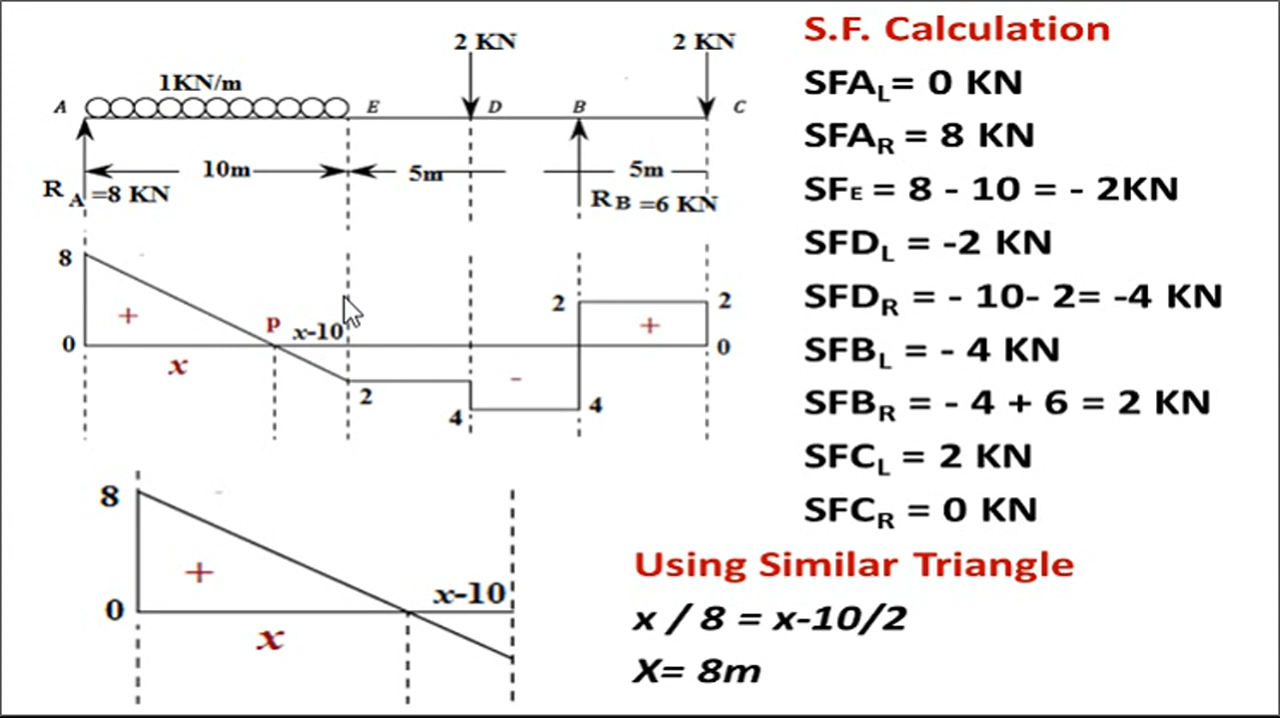 2 KN
2 KN
1KN/m
A
E
D
B
C
10m
5m
5m
R A =8 KN
R B =6 KN
8
+
0
x
P
x-10
2
4
-
4
2
+
2
0
8
+
0
x
x-10
S.F. Calculation
SFAL= 0 KN
SFAR = 8 KN
SFE = 8 - 10 = - 2KN
SFDL = -2 KN
SFDR = - 10- 2= -4 KN
SFBL = - 4 KN
SFBR = - 4 + 6 = 2 KN
SFCL = 2 KN
SFCR = 0 KN
Using Similar Triangle
x / 8 = x-10/2
X= 8m